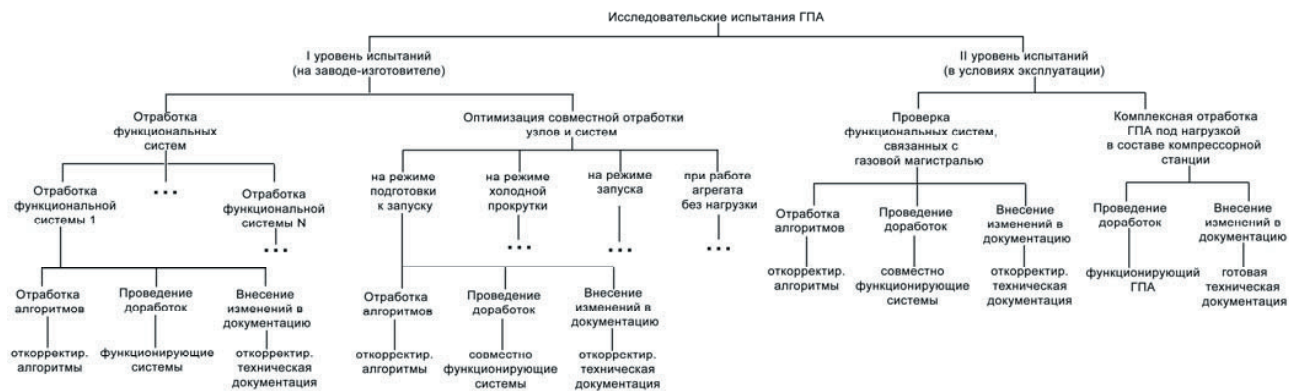 Исследовательские испытания ГПА
I уровень испытаний
(на заводе-изготовителе)
II уровень испытаний
(в условиях эксплуатации)
Отработка
функциональных
систем
Оптимизация совместной отработки
узлов и систем
Проверка
функциональных систем,
связанных с
газовой магистралью
Комплексная отработка
ГПА под нагрузкой
в составе компрессорной
станции
Отработка
функциональной
системы 1
...
Отработка
функциональной
системы N
...
на режиме
подготовки
к запуску
на режиме
холодной
прокрутки
...
на режиме
запуска
...
при работе
агрегата
без нагрузки
...
Отработка
алгоритмов
Проведение
доработок
Внесение
изменений в
документацию
Проведение
доработок
Внесение
изменений в
документацию
откорректир.
алгоритмы
совместно
функционирующие
системы
откорректир.
техническая
документация
функционирующий
ГПА
готовая
техническая
документация
Отработка
алгоритмов
Проведение
доработок
Внесение
изменений в
документацию
Отработка
алгоритмов
Проведение
доработок
Внесение
изменений в
документацию
откорректир.
алгоритмы
функционирующие
системы
откорректир.
техническая
документация
откорректир.
алгоритмы
совместно
функционирующие
системы
откорректир.
техническая
документация